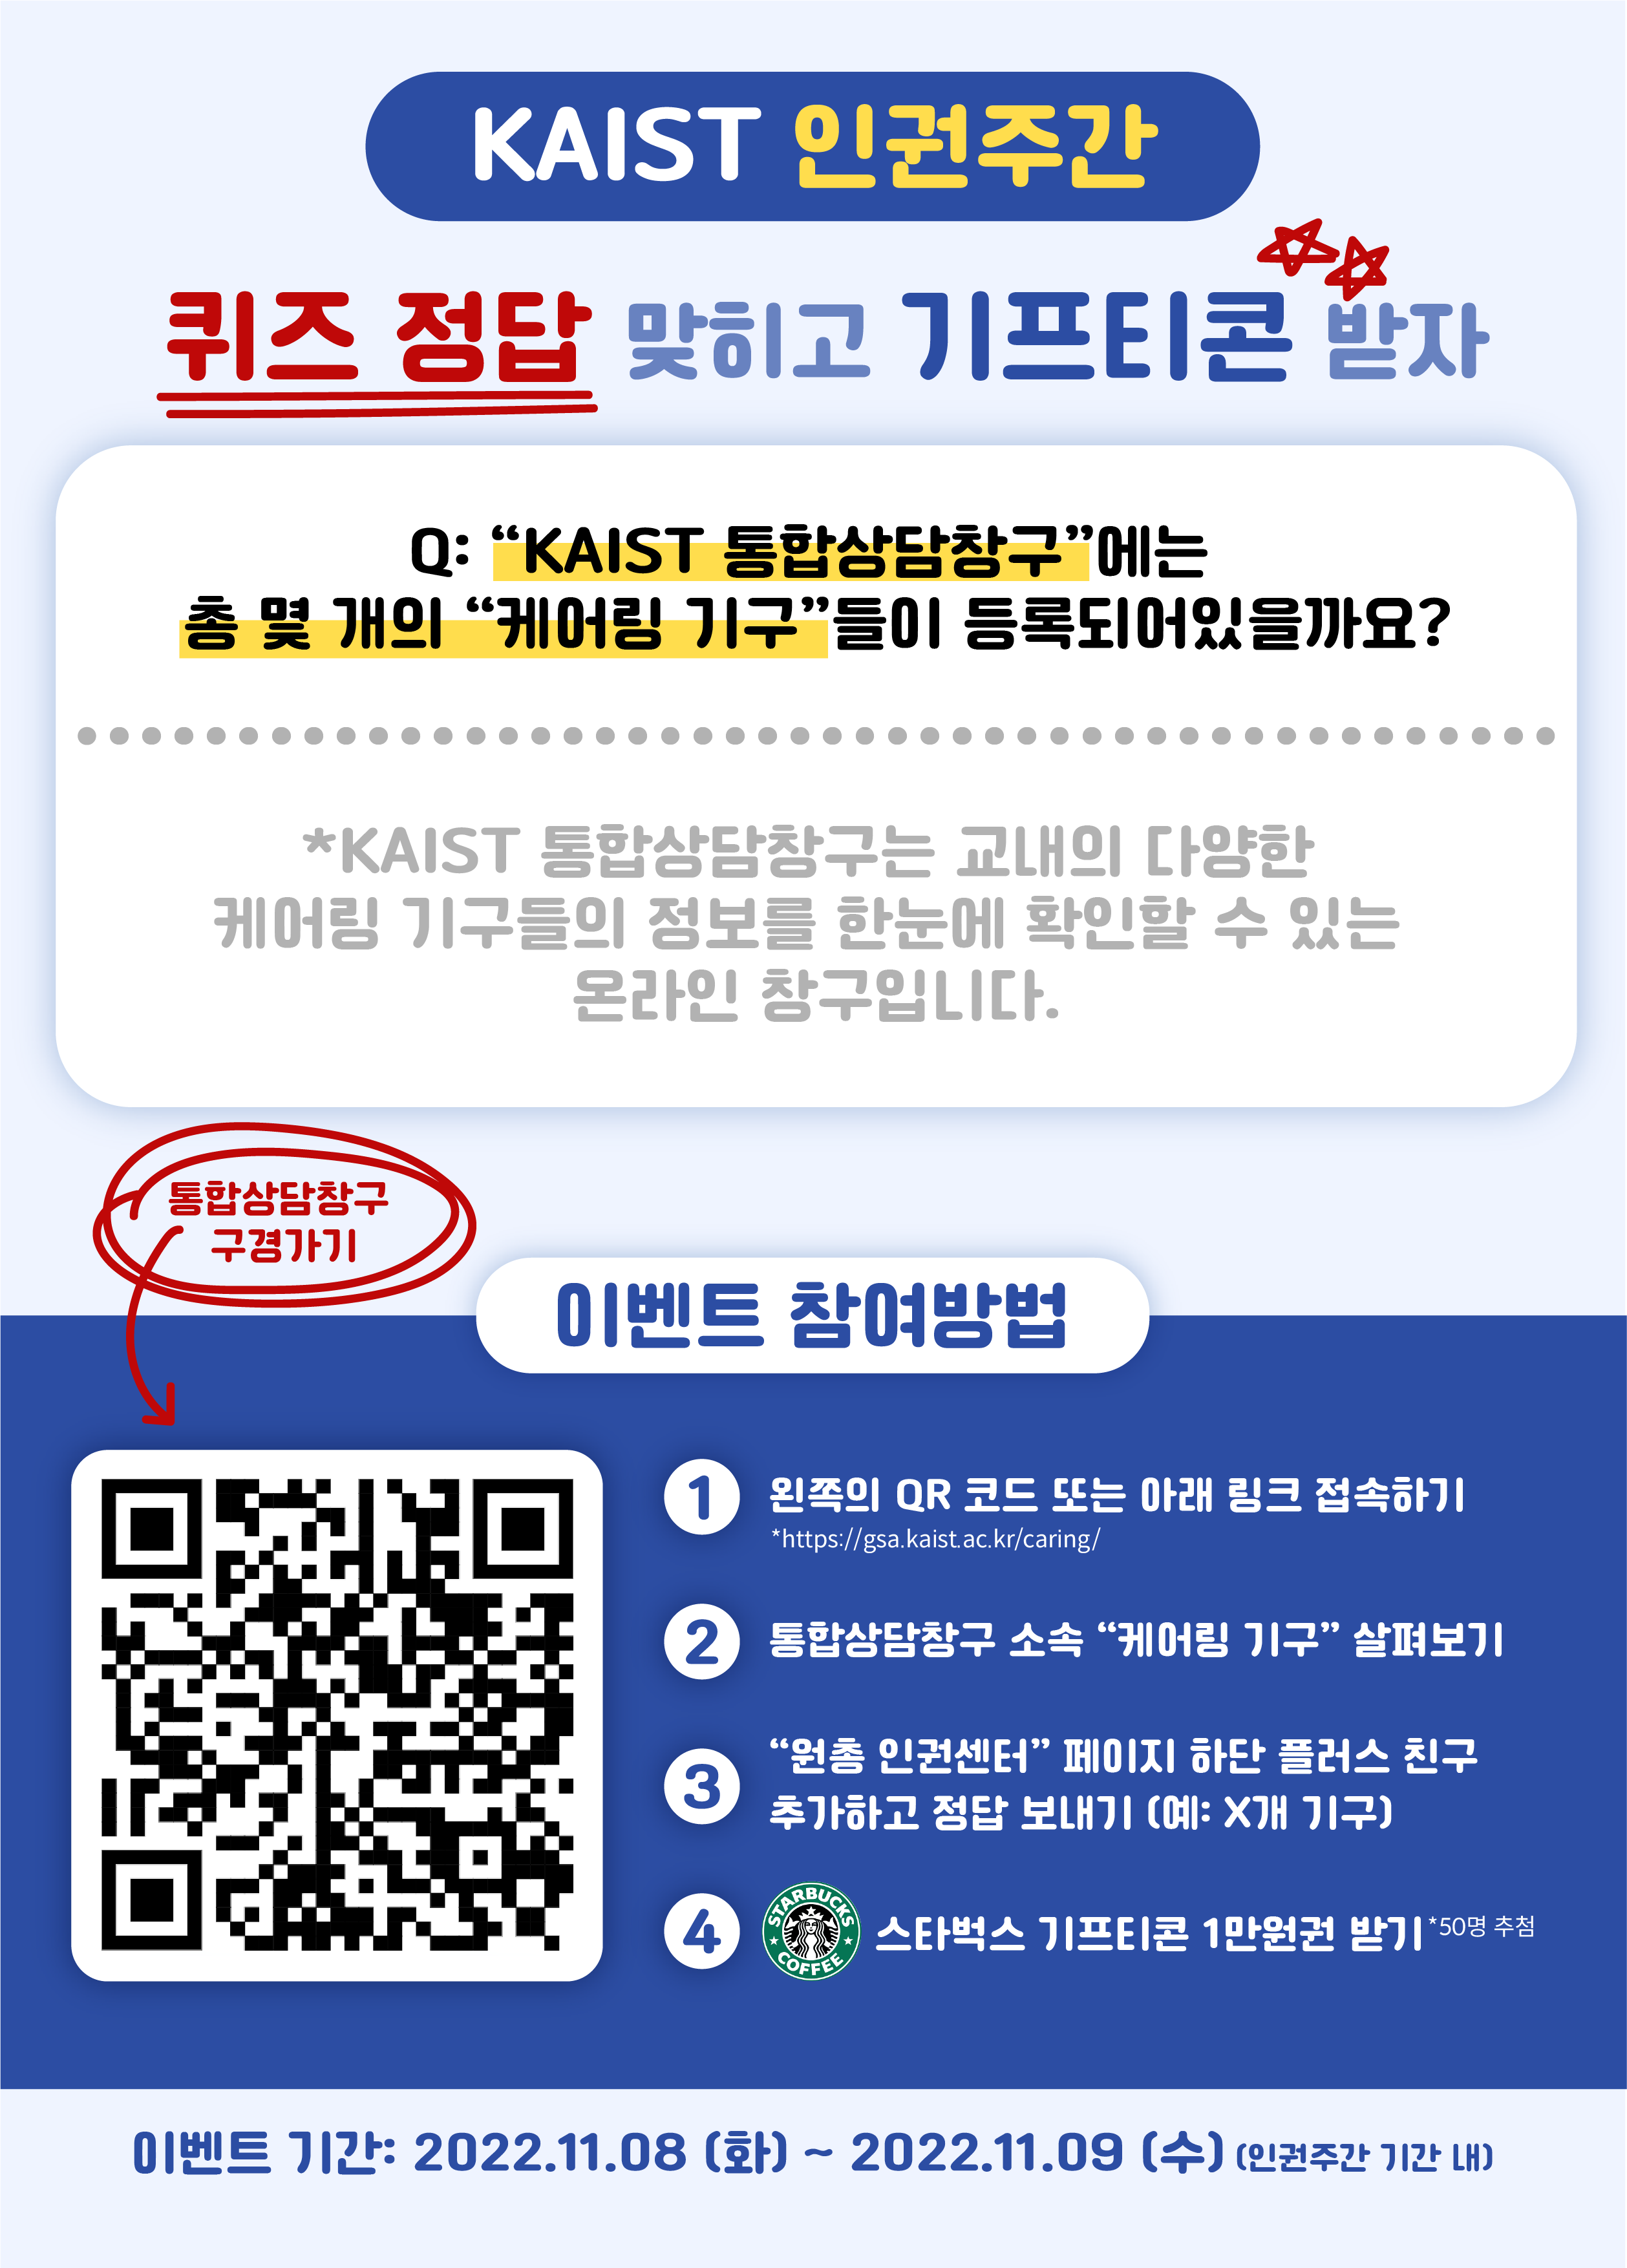 KAIST 인권주간
퀴즈 정답 맞히고 기프티콘 받자
Q: “KAIST 통합상담창구”에는
총 몇 개의 “케어링 기구”들이 등록되어있을까요?
*KAIST 통합상담창구는 교내의 다양한
케어링 기구들의 정보를 한눈에 확인할 수 있는
온라인 창구입니다.
통합상담창구
구경가기
이벤트 참여방법
1 왼쪽의 QR 코드 또는 아래 링크 접속하기
*https://gsa.kaist.ac.kr/caring/
2 통합상담창구 소속 “케어링 기구” 살펴보기
3 “원총 인권센터” 페이지 하단 플러스 친구
추가하고 정답 보내기 (예: X개 기구)
4 STARBUCKS COFFEE 스타벅스 기프티콘 1만원권 받기 *50명 추첨
이벤트 기간: 2022.11.08 (화) ~ 2022.11.09 (수) (인권주간 기간 내)